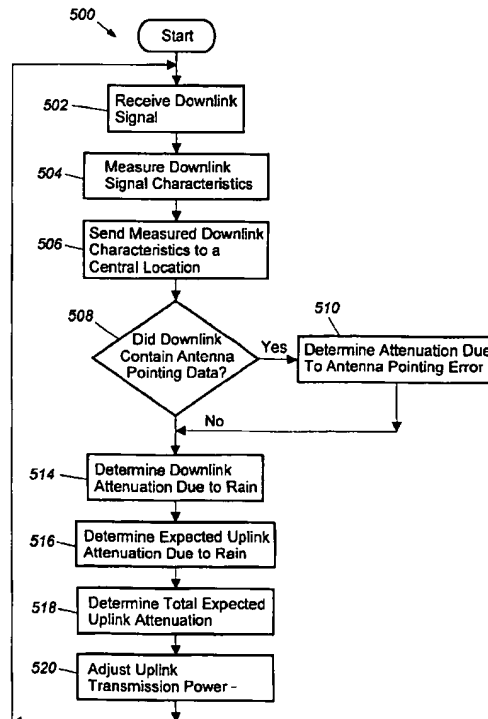 500
Start
502
Receive Downlink
Signal
504
Measure Downlink
Signal Characteristics
506
Send Measured Downlink
Characteristics to a
Central Location
508
Did Downlink
Contain Antenna
Pointing Data?
Yes
510
Determine Attenuation Due
To Antenna Pointing Error
No
514
Determine Downlink
Attenuation Due to Rain
516
Determine Expected Uplink
Attenuation Due to Rain
518
Determine Total Expected
Uplink Attenuation
520
Adjust Uplink
Transmission Power -